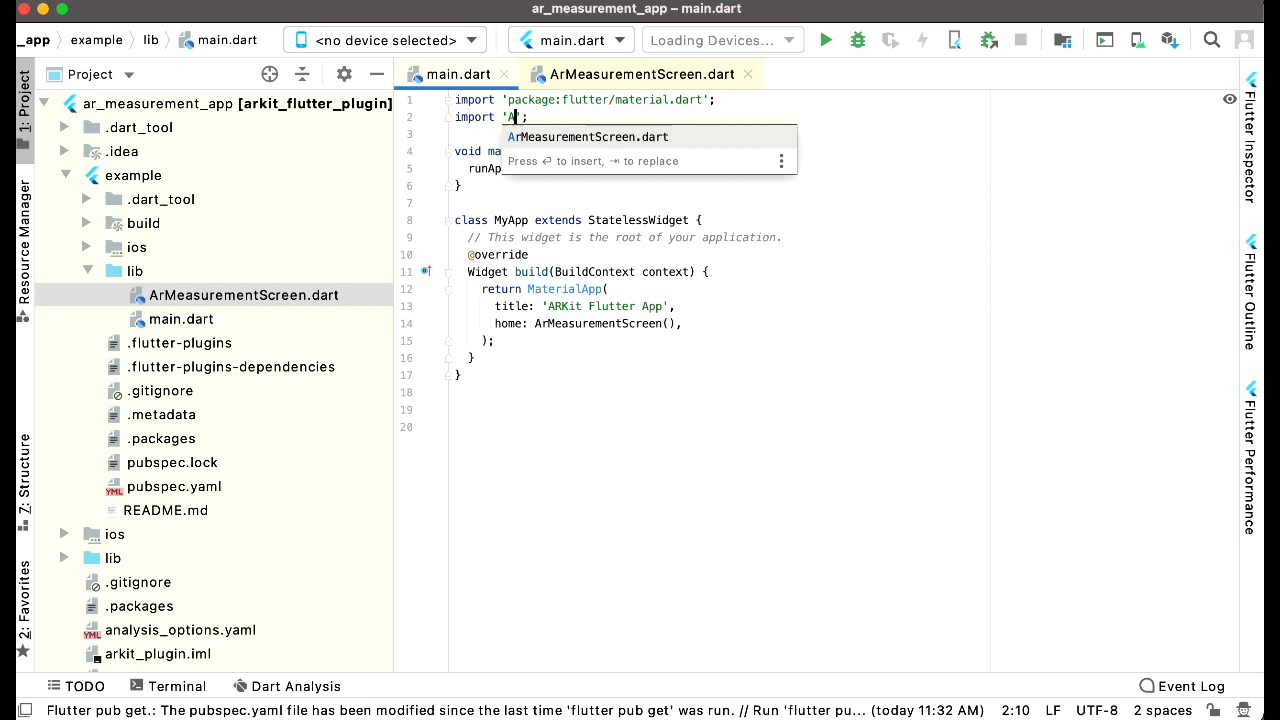 ar_measurement_app – main.dart
_app
example
lib
main.dart
<no device selected>
main.dart
Loading Devices...
Project
main.dart
ArMeasurementScreen.dart
1: Project
Resource Manager
7: Structure
2: Favorites
ar_measurement_app [arkit_flutter_plugin]
.dart_tool
.idea
example
.dart_tool
build
ios
lib
ArMeasurementScreen.dart
main.dart
.flutter-plugins
.flutter-plugins-dependencies
.gitignore
.metadata
.packages
pubspec.lock
YML pubspec.yaml
README.md
ios
lib
.gitignore
.packages
YML analysis_options.yaml
arkit_plugin.iml
1 import 'package:flutter/material.dart';
2 import 'A';
3
ArMeasurementScreen.dart
4 void ma
Press ⏎ to insert, ⇥ to replace
5 runAp
6 }
7
8 class MyApp extends StatelessWidget {
9 // This widget is the root of your application.
10 @override
11 Widget build(BuildContext context) {
12 return MaterialApp(
13 title: 'ARKit Flutter App',
14 home: ArMeasurementScreen(),
15 );
16 }
17 }
18
19
20
Flutter Inspector
Flutter Outline
Flutter Performance
TODO
Terminal
Dart Analysis
Event Log
Flutter pub get.: The pubspec.yaml file has been modified since the last time 'flutter pub get' was run. // Run 'flutter pu... (today 11:32 AM)
2:10
LF
UTF-8
2 spaces